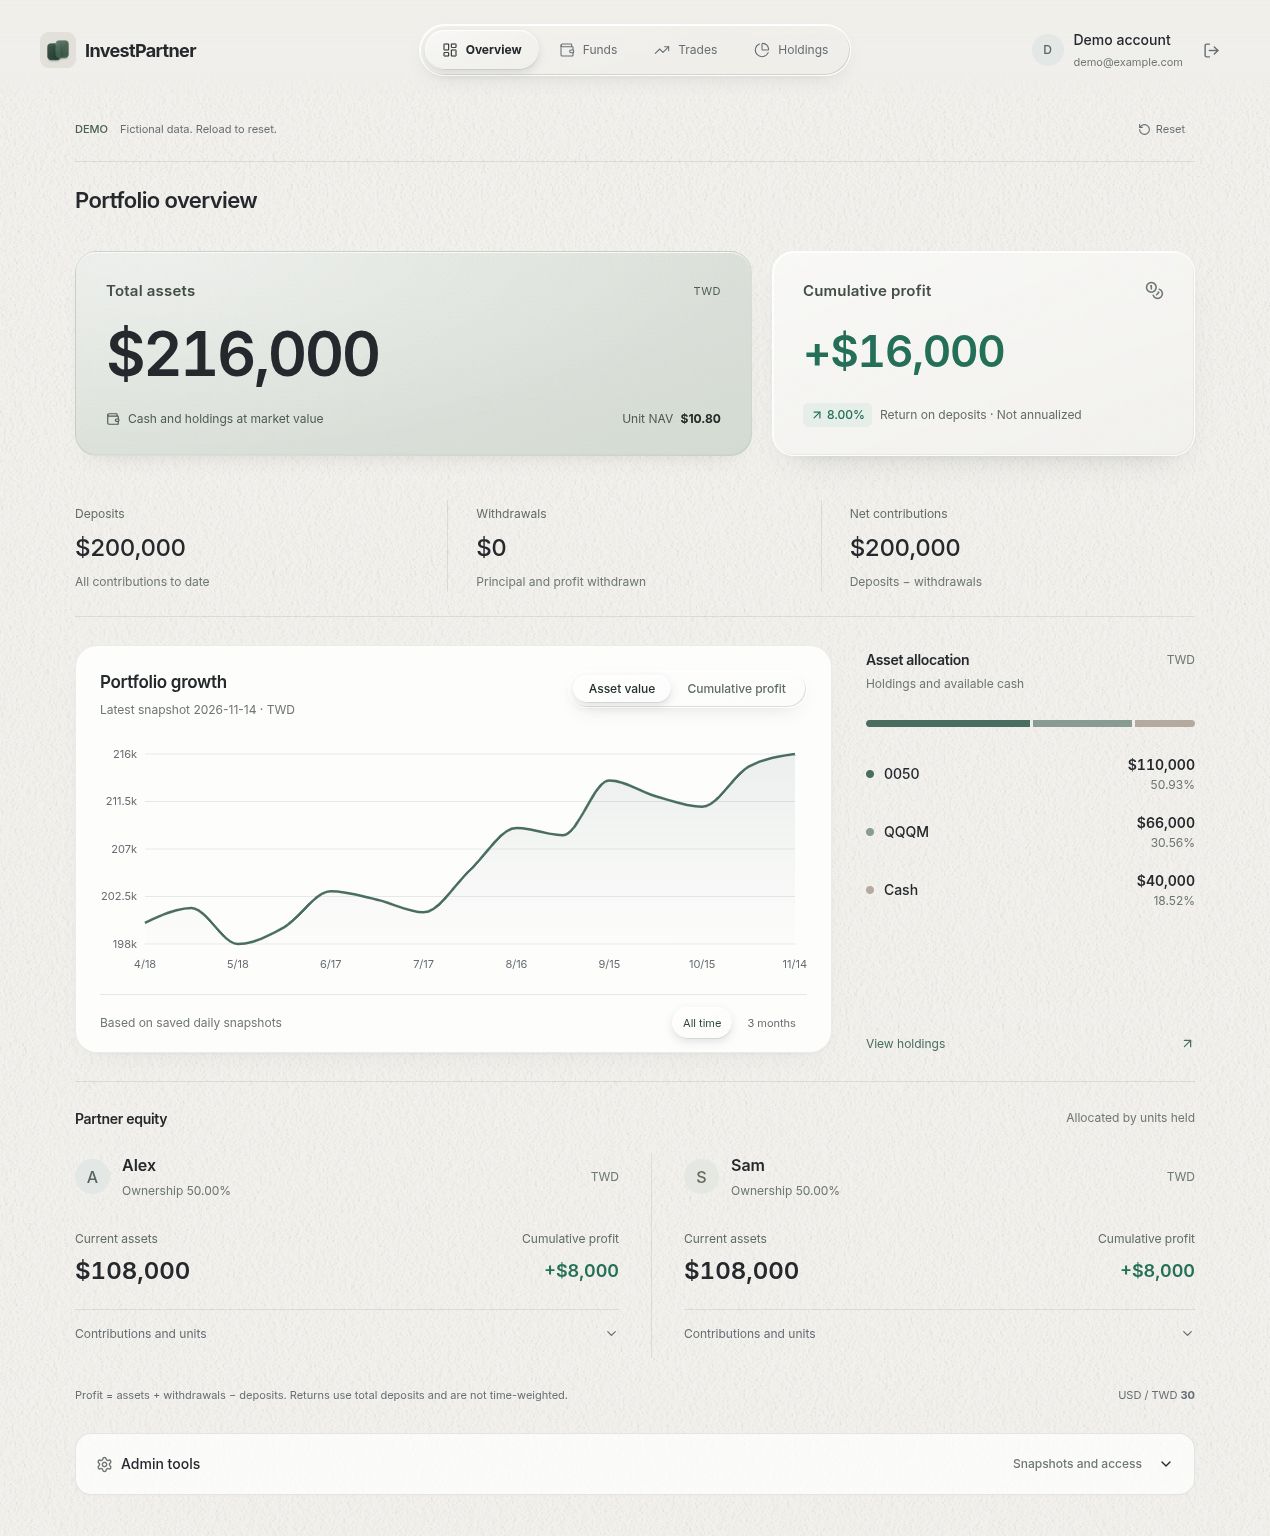 InvestPartner
Overview
Funds
Trades
Holdings
D
Demo account
demo@example.com
DEMO Fictional data. Reload to reset.
Reset
Portfolio overview
Total assets
TWD
$216,000
Cash and holdings at market value
Unit NAV $10.80
Cumulative profit
+$16,000
8.00% Return on deposits · Not annualized
Deposits
$200,000
All contributions to date
Withdrawals
$0
Principal and profit withdrawn
Net contributions
$200,000
Deposits − withdrawals
Portfolio growth
Latest snapshot 2026-11-14 · TWD
Asset value
Cumulative profit
216k
211.5k
207k
202.5k
198k
4/18 5/18 6/17 7/17 8/16 9/15 10/15 11/14
Based on saved daily snapshots
All time
3 months
Asset allocation
TWD
Holdings and available cash
0050
$110,000
50.93%
QQQM
$66,000
30.56%
Cash
$40,000
18.52%
View holdings
Partner equity
Allocated by units held
A
Alex
Ownership 50.00%
TWD
Current assets
Cumulative profit
$108,000
+$8,000
Contributions and units
S
Sam
Ownership 50.00%
TWD
Current assets
Cumulative profit
$108,000
+$8,000
Contributions and units
Profit = assets + withdrawals − deposits. Returns use total deposits and are not time-weighted.
USD / TWD 30
Admin tools
Snapshots and access